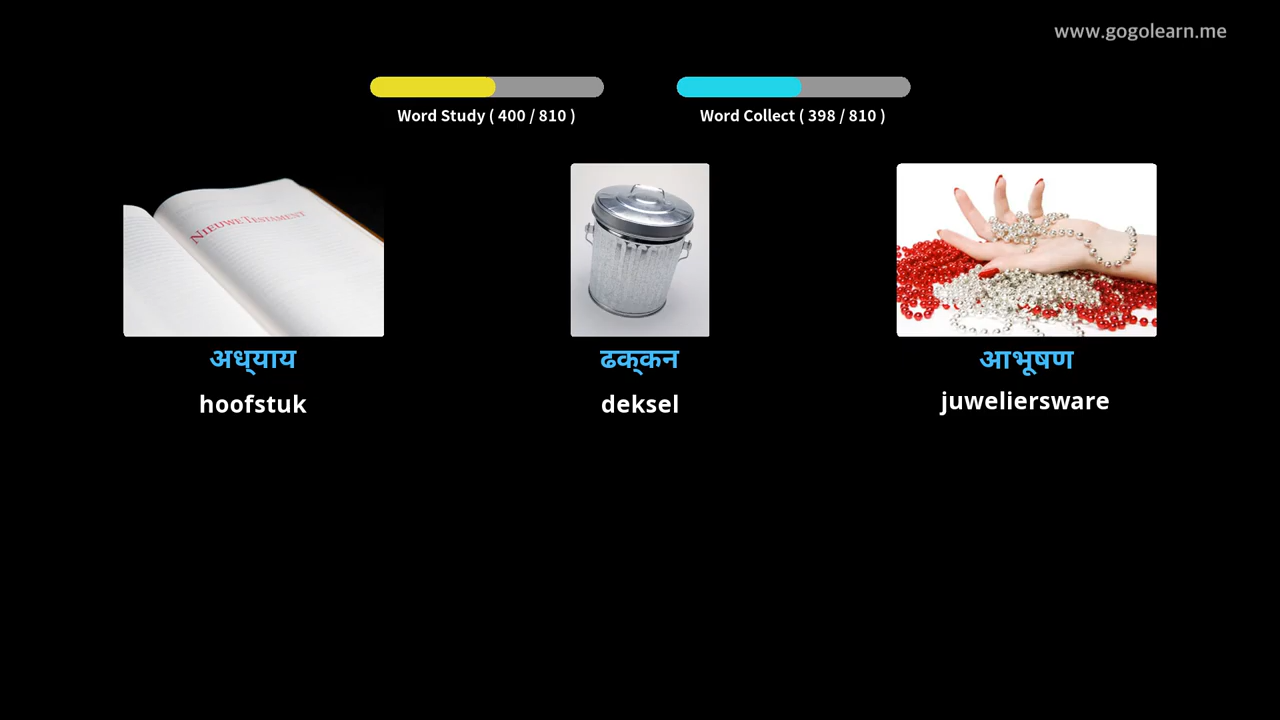 www.gogolearn.me
Word Study ( 400 / 810 )
Word Collect ( 398 / 810 )
NIEUWE TESTAMENT
अध्याय
ढक्कन
आभूषण
hoofstuk
deksel
juweliersware